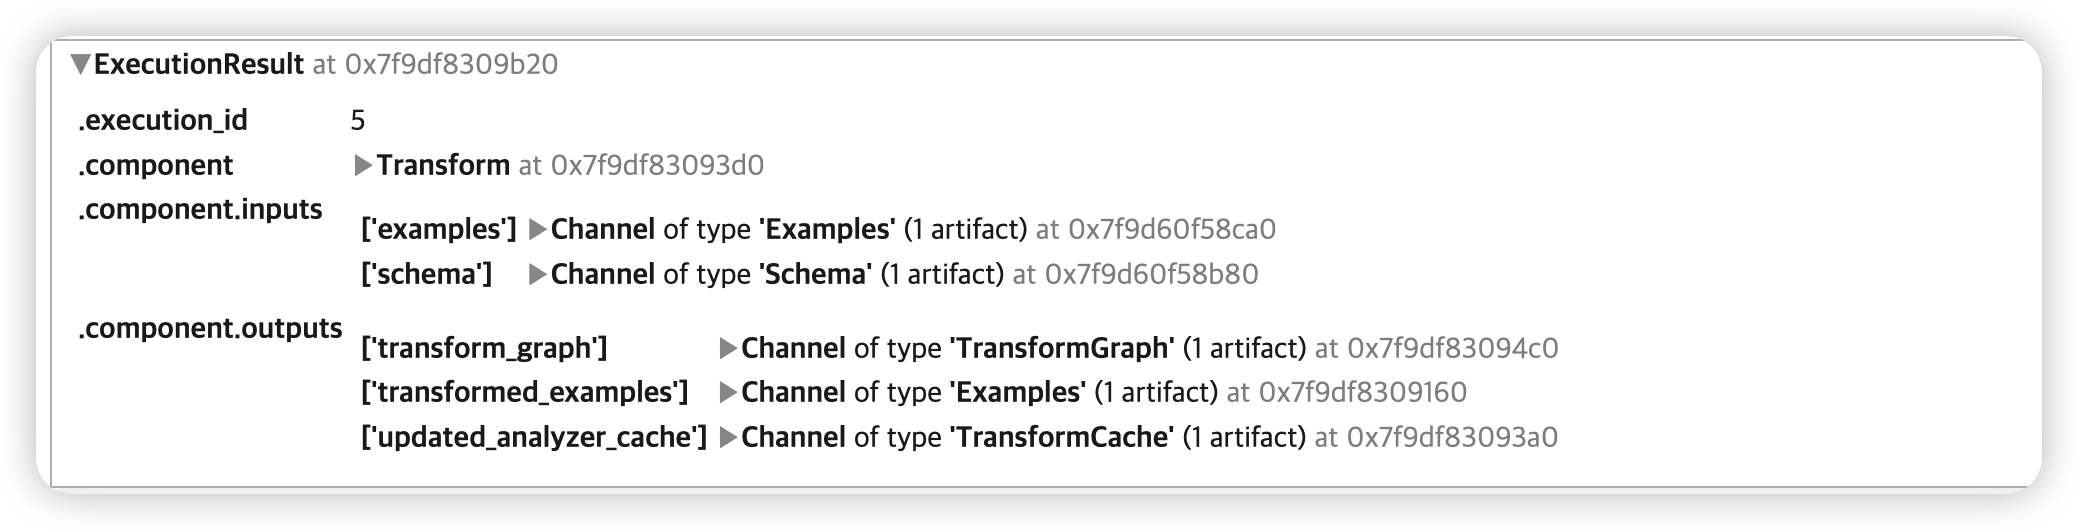 ▼ExecutionResult at 0x7f9df8309b20
.execution_id 5
.component ▶Transform at 0x7f9df83093d0
.component.inputs
['examples'] ▶Channel of type 'Examples' (1 artifact) at 0x7f9d60f58ca0
['schema'] ▶Channel of type 'Schema' (1 artifact) at 0x7f9d60f58b80
.component.outputs
['transform_graph'] ▶Channel of type 'TransformGraph' (1 artifact) at 0x7f9df83094c0
['transformed_examples'] ▶Channel of type 'Examples' (1 artifact) at 0x7f9df8309160
['updated_analyzer_cache'] ▶Channel of type 'TransformCache' (1 artifact) at 0x7f9df83093a0